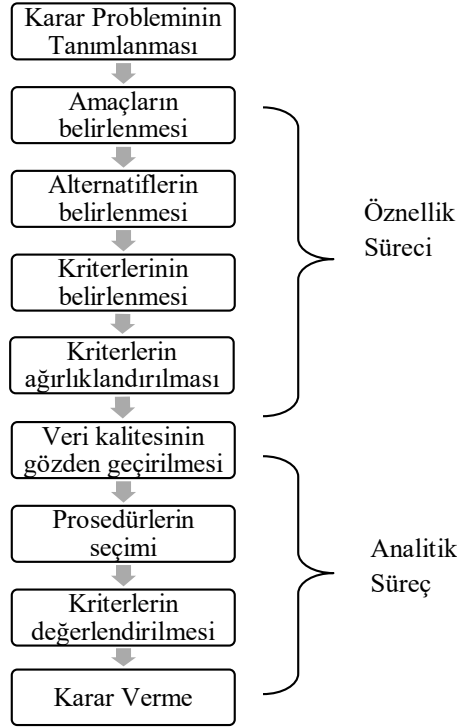 Karar Probleminin
Tanımlanması
Amaçların
belirlenmesi
Alternatiflerin
belirlenmesi
Kriterlerinin
belirlenmesi
Kriterlerin
ağırlıklandırılması
Öznellik
Süreci
Veri kalitesinin
gözden geçirilmesi
Prosedürlerin
seçimi
Kriterlerin
değerlendirilmesi
Karar Verme
Analitik
Süreç